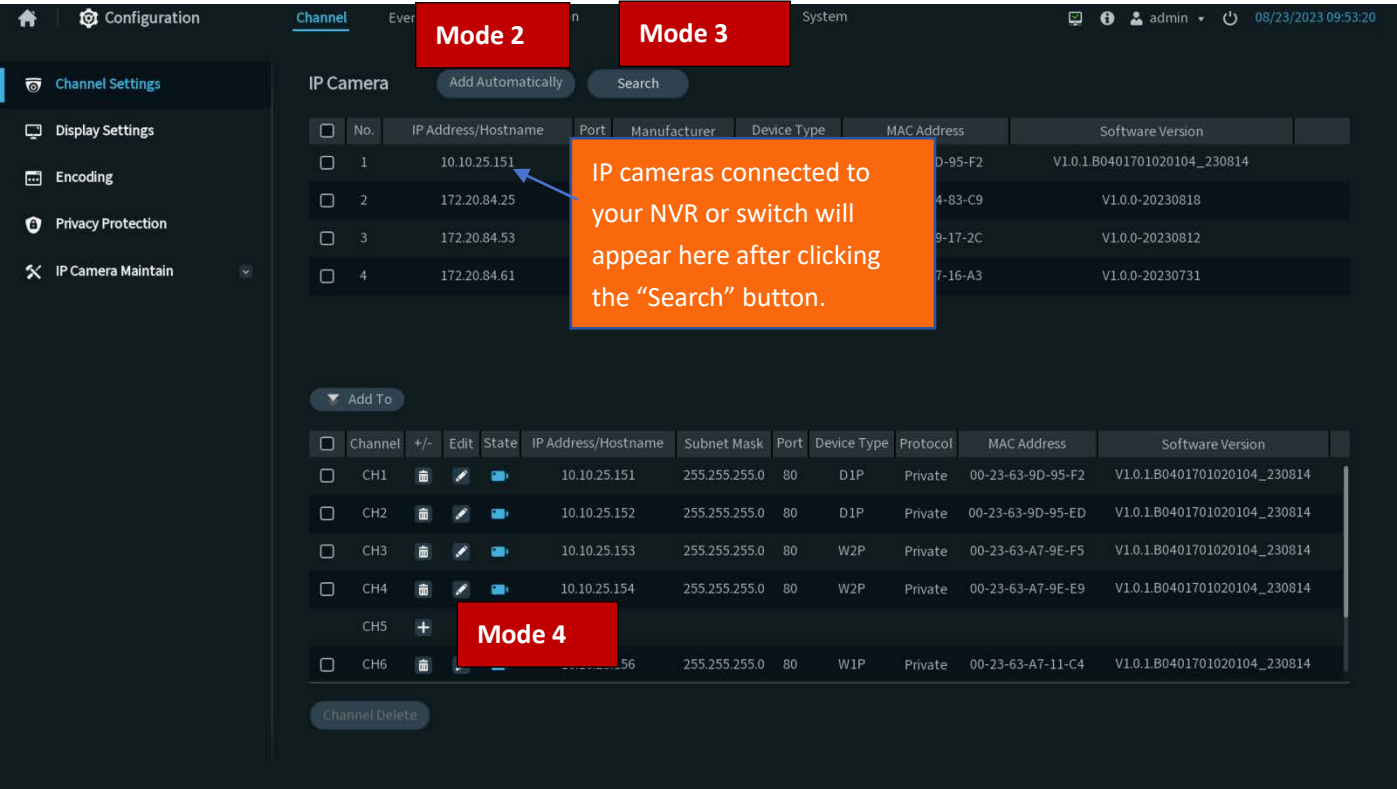 Configuration
Channel
System
admin
08/23/2023 09:53:20
Mode 2
Mode 3
Channel Settings
Display Settings
Encoding
Privacy Protection
IP Camera Maintain
IP Camera Add Automatically Search
No. IP Address/Hostname Port Manufacturer Device Type MAC Address Software Version
1 10.10.25.151 D-95-F2 V1.0.1.B0401701020104_230814
2 172.20.84.25 4-83-C9 V1.0.0-20230818
3 172.20.84.53 9-17-2C V1.0.0-20230812
4 172.20.84.61 7-16-A3 V1.0.0-20230731
IP cameras connected to
your NVR or switch will
appear here after clicking
the “Search” button.
Add To
Channel +/- Edit State IP Address/Hostname Subnet Mask Port Device Type Protocol MAC Address Software Version
CH1 10.10.25.151 255.255.255.0 80 D1P Private 00-23-63-9D-95-F2 V1.0.1.B0401701020104_230814
CH2 10.10.25.152 255.255.255.0 80 D1P Private 00-23-63-9D-95-ED V1.0.1.B0401701020104_230814
CH3 10.10.25.153 255.255.255.0 80 W2P Private 00-23-63-A7-9E-F5 V1.0.1.B0401701020104_230814
CH4 10.10.25.154 255.255.255.0 80 W2P Private 00-23-63-A7-9E-E9 V1.0.1.B0401701020104_230814
CH5 +
Mode 4
CH6 56 255.255.255.0 80 W1P Private 00-23-63-A7-11-C4 V1.0.1.B0401701020104_230814
Channel Delete